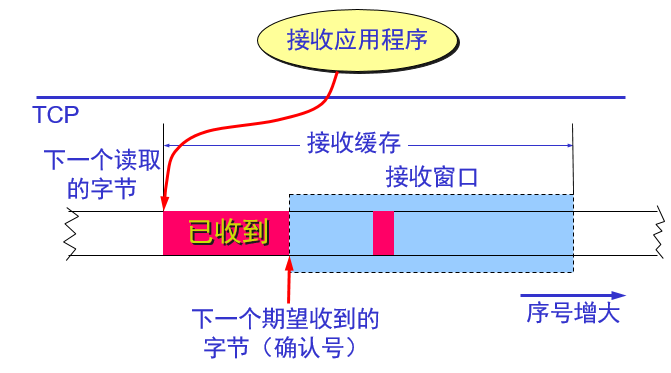 接收应用程序
TCP
接收缓存
下一个读取
的字节
接收窗口
已收到
下一个期望收到的
字节（确认号）
序号增大